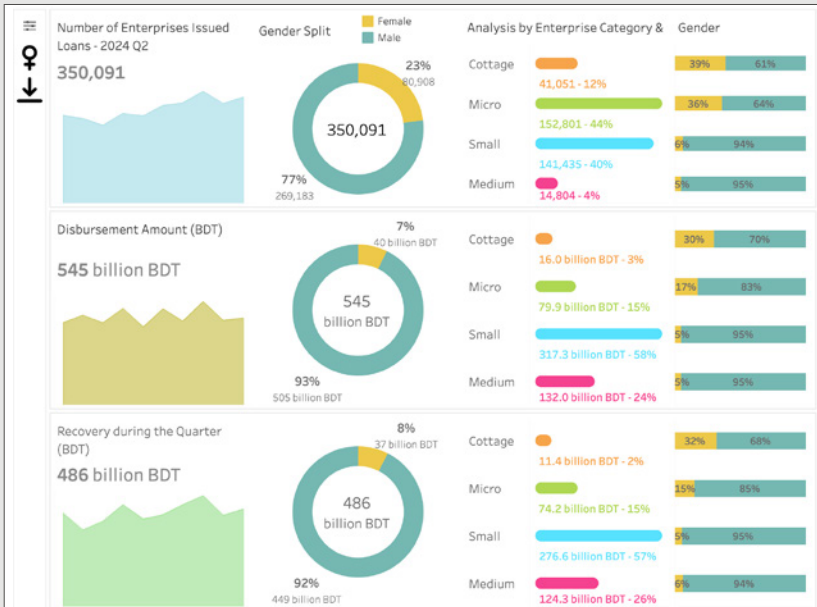 Number of Enterprises Issued
Loans - 2024 Q2
350,091
Gender Split
Female
Male
23%
80,908
350,091
77%
269,183
Analysis by Enterprise Category & Gender
Cottage
41,051 - 12%
39%
61%
Micro
152,801 - 44%
36%
64%
Small
141,435 - 40%
6%
94%
Medium
14,804 - 4%
5%
95%
Disbursement Amount (BDT)
545 billion BDT
7%
40 billion BDT
545
billion BDT
93%
505 billion BDT
Cottage
16.0 billion BDT - 3%
30%
70%
Micro
79.9 billion BDT - 15%
17%
83%
Small
317.3 billion BDT - 58%
5%
95%
Medium
132.0 billion BDT - 24%
5%
95%
Recovery during the Quarter
(BDT)
486 billion BDT
8%
37 billion BDT
486
billion BDT
92%
449 billion BDT
Cottage
11.4 billion BDT - 2%
32%
68%
Micro
74.2 billion BDT - 15%
15%
85%
Small
276.6 billion BDT - 57%
5%
95%
Medium
124.3 billion BDT - 26%
6%
94%